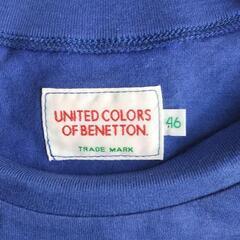 UNITED COLORS
OF BENETTON.
46
TRADE MARK